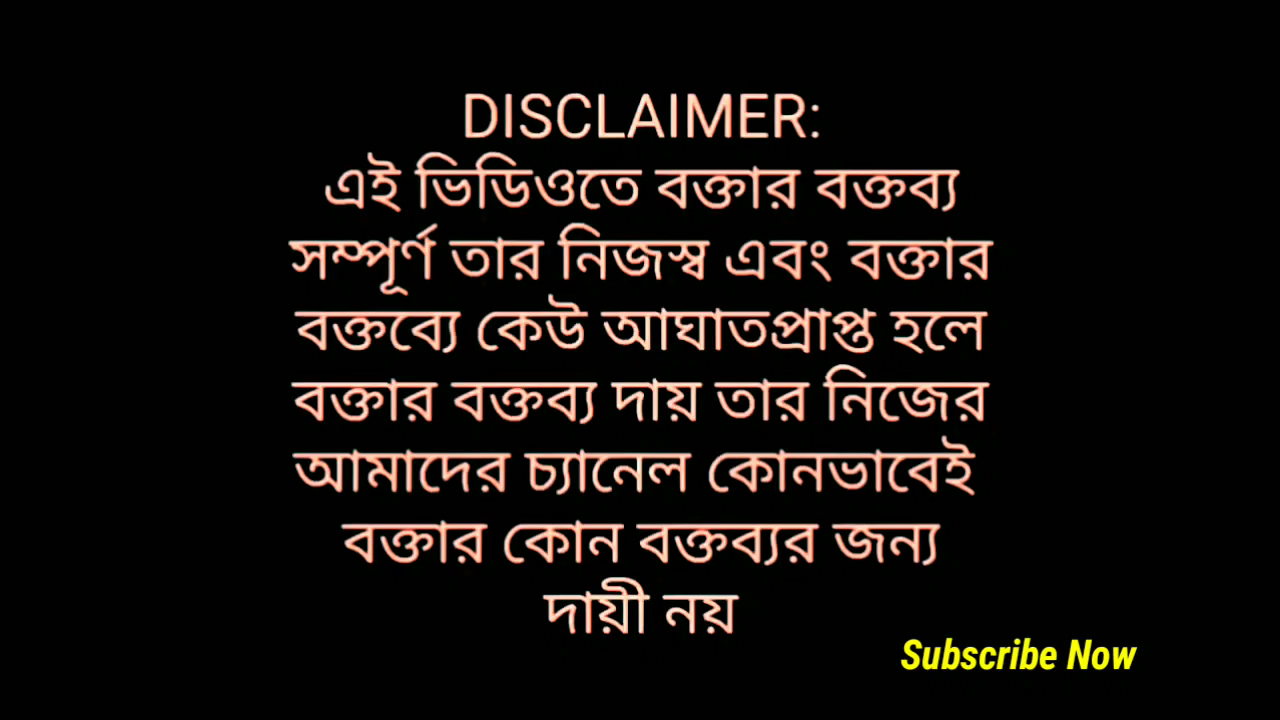 DISCLAIMER:
এই ভিডিওতে বক্তার বক্তব্য
সম্পূর্ণ তার নিজস্ব এবং বক্তার
বক্তব্যে কেউ আঘাতপ্রাপ্ত হলে
বক্তার বক্তব্য দায় তার নিজের
আমাদের চ্যানেল কোনভাবেই
বক্তার কোন বক্তব্যর জন্য
দায়ী নয়
Subscribe Now